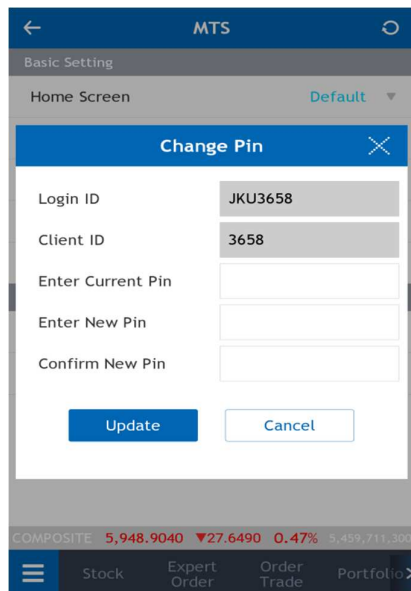 MTS
Basic Setting
Home Screen Default
Change Pin
Login ID JKU3658
Client ID 3658
Enter Current Pin
Enter New Pin
Confirm New Pin
Update Cancel
COMPOSITE 5,948.9040 ▼27.6490 0.47% 5,459,711,300
Stock Expert Order Order Trade Portfolio